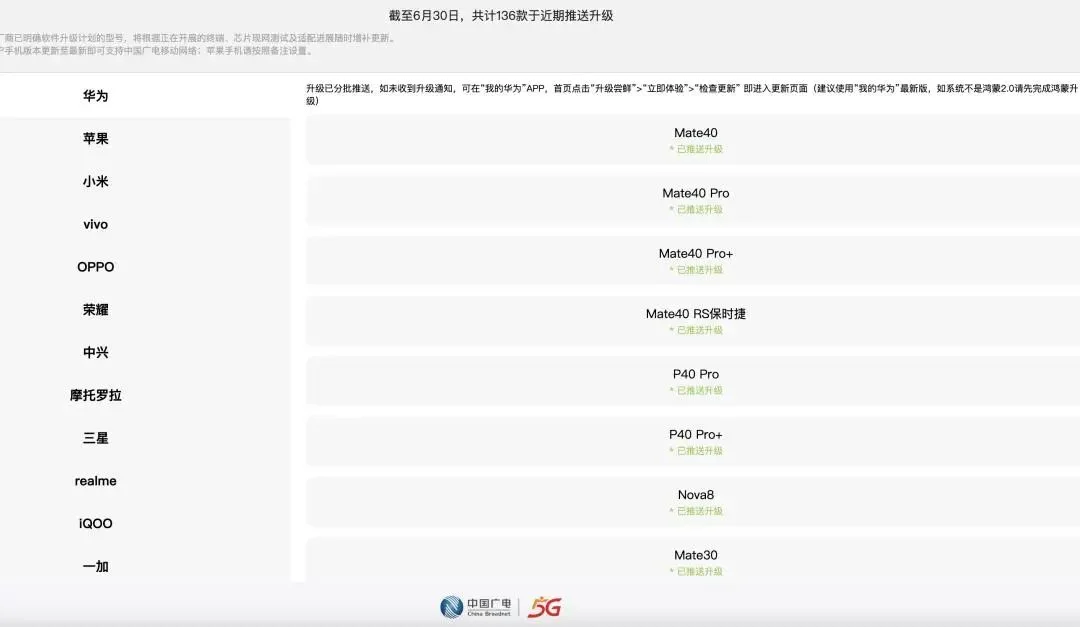 截至6月30日，共计136款于近期推送升级
厂商已明确软件升级计划的型号，将根据正在开展的终端、芯片现网测试及适配进展随时增补更新。
手机版本更新至最新即可支持中国广电移动网络；苹果手机请按照备注设置。
华为
苹果
小米
vivo
OPPO
荣耀
中兴
摩托罗拉
三星
realme
iQOO
一加
升级已分批推送，如未收到升级通知，可在“我的华为”APP，首页点击“升级尝鲜”>“立即体验”>“检查更新” 即进入更新页面（建议使用“我的华为”最新版，如系统不是鸿蒙2.0请先完成鸿蒙升
级）
Mate40
* 已推送升级
Mate40 Pro
* 已推送升级
Mate40 Pro+
* 已推送升级
Mate40 RS保时捷
* 已推送升级
P40 Pro
* 已推送升级
P40 Pro+
* 已推送升级
Nova8
* 已推送升级
Mate30
* 已推送升级
中国广电
China Broadnet
5G